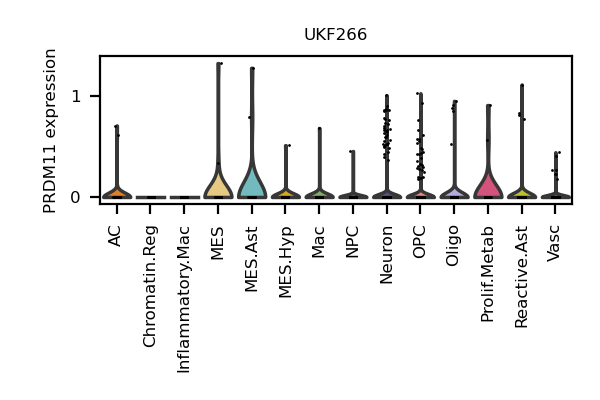 UKF266
PRDM11 expression
1
0
AC
Chromatin.Reg
Inflammatory.Mac
MES
MES.Ast
MES.Hyp
Mac
NPC
Neuron
OPC
Oligo
Prolif.Metab
Reactive.Ast
Vasc